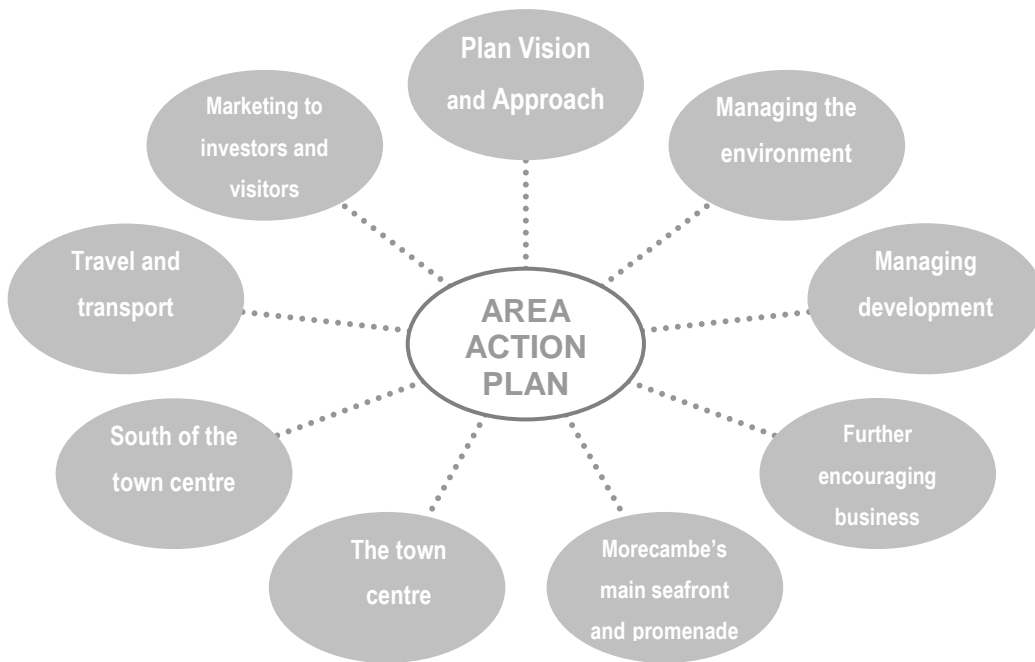 Plan Vision
and Approach
Marketing to
investors and
visitors
Managing the
environment
Travel and
transport
AREA
ACTION
PLAN
Managing
development
South of the
town centre
Further
encouraging
business
The town
centre
Morecambe’s
main seafront
and promenade